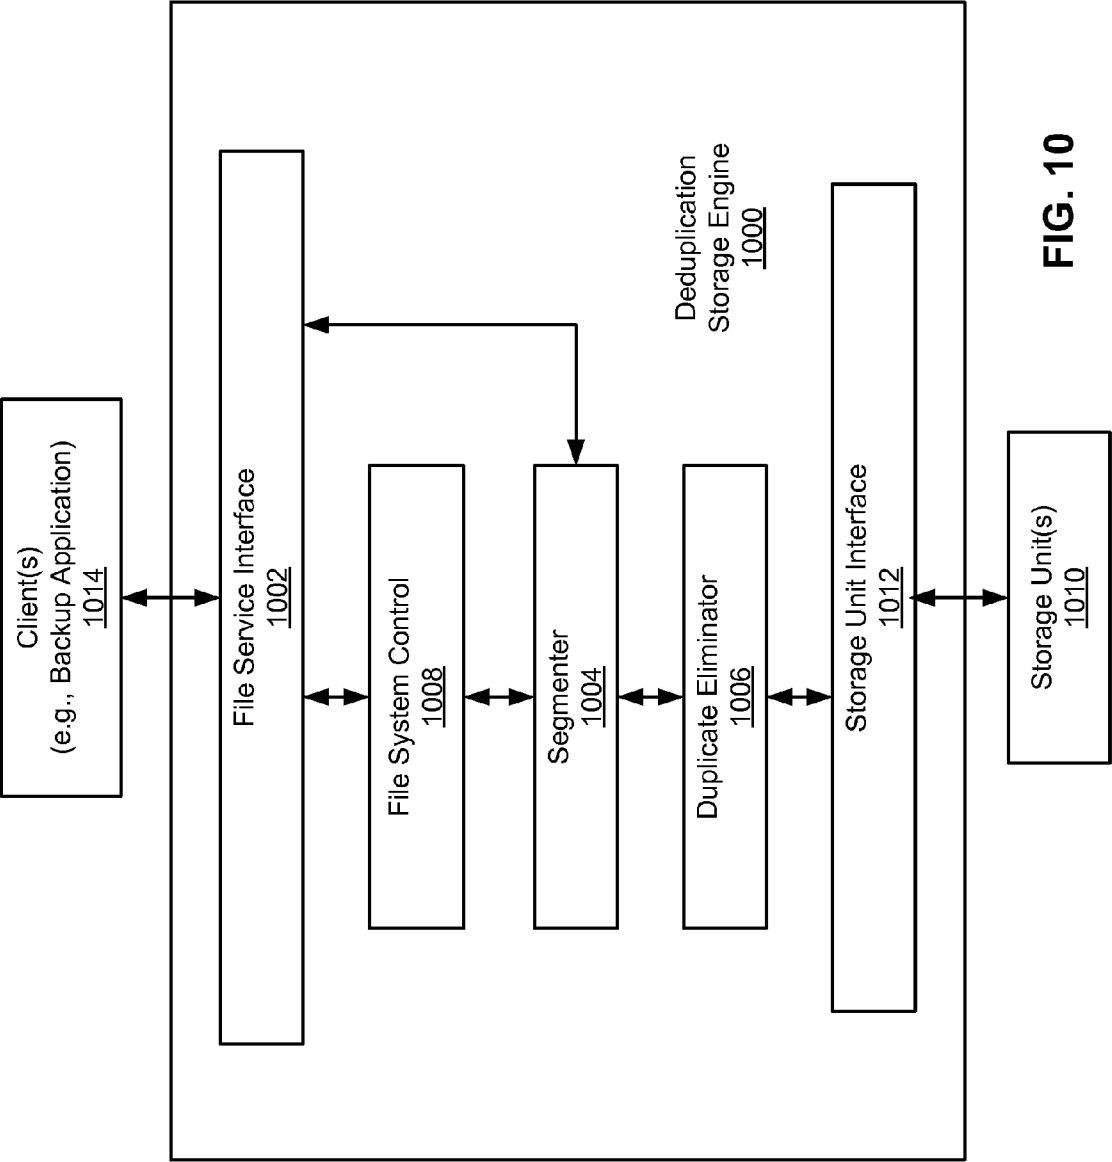 Client(s)
(e.g., Backup Application)
1014
File Service Interface
1002
File System Control
1008
Segmenter
1004
Duplicate Eliminator
1006
Deduplication
Storage Engine
1000
Storage Unit Interface
1012
Storage Unit(s)
1010
FIG. 10